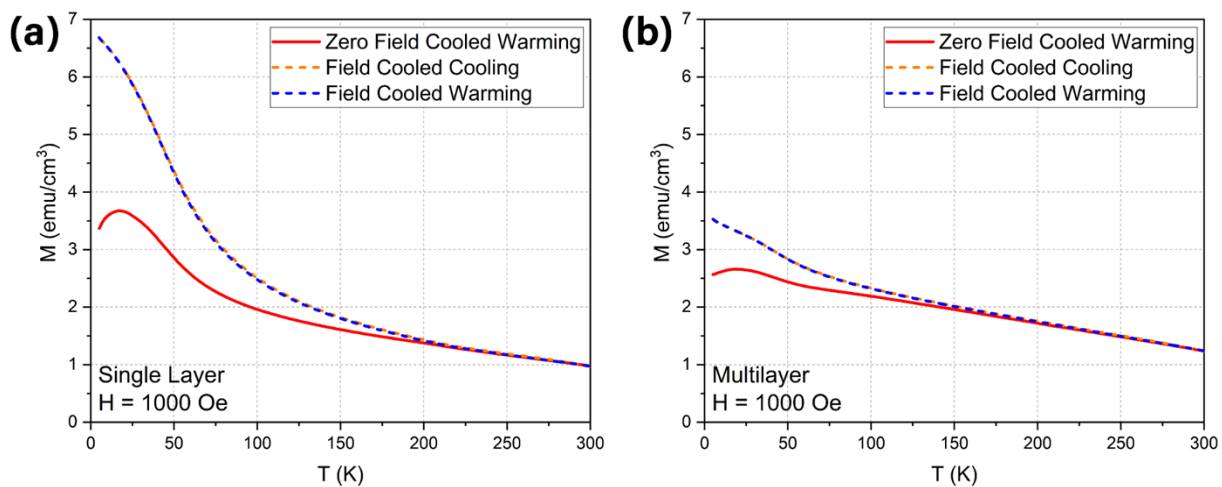 (a)
7
6
5
4
3
2
1
0
M (emu/cm³)
Zero Field Cooled Warming
Field Cooled Cooling
Field Cooled Warming
Single Layer
H = 1000 Oe
0 50 100 150 200 250 300
T (K)
(b)
7
6
5
4
3
2
1
0
M (emu/cm³)
Zero Field Cooled Warming
Field Cooled Cooling
Field Cooled Warming
Multilayer
H = 1000 Oe
0 50 100 150 200 250 300
T (K)